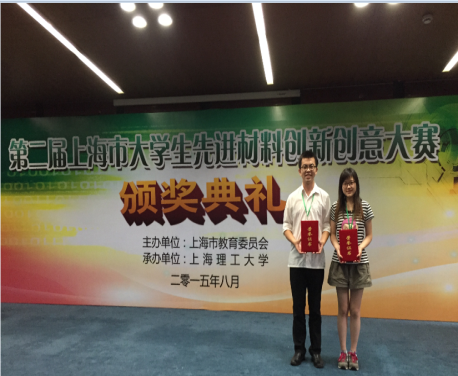 第二届上海市大学生先进材料创新创意大赛
颁奖典礼
主办单位：上海市教育委员会
承办单位：上海理工大学
二零一五年八月